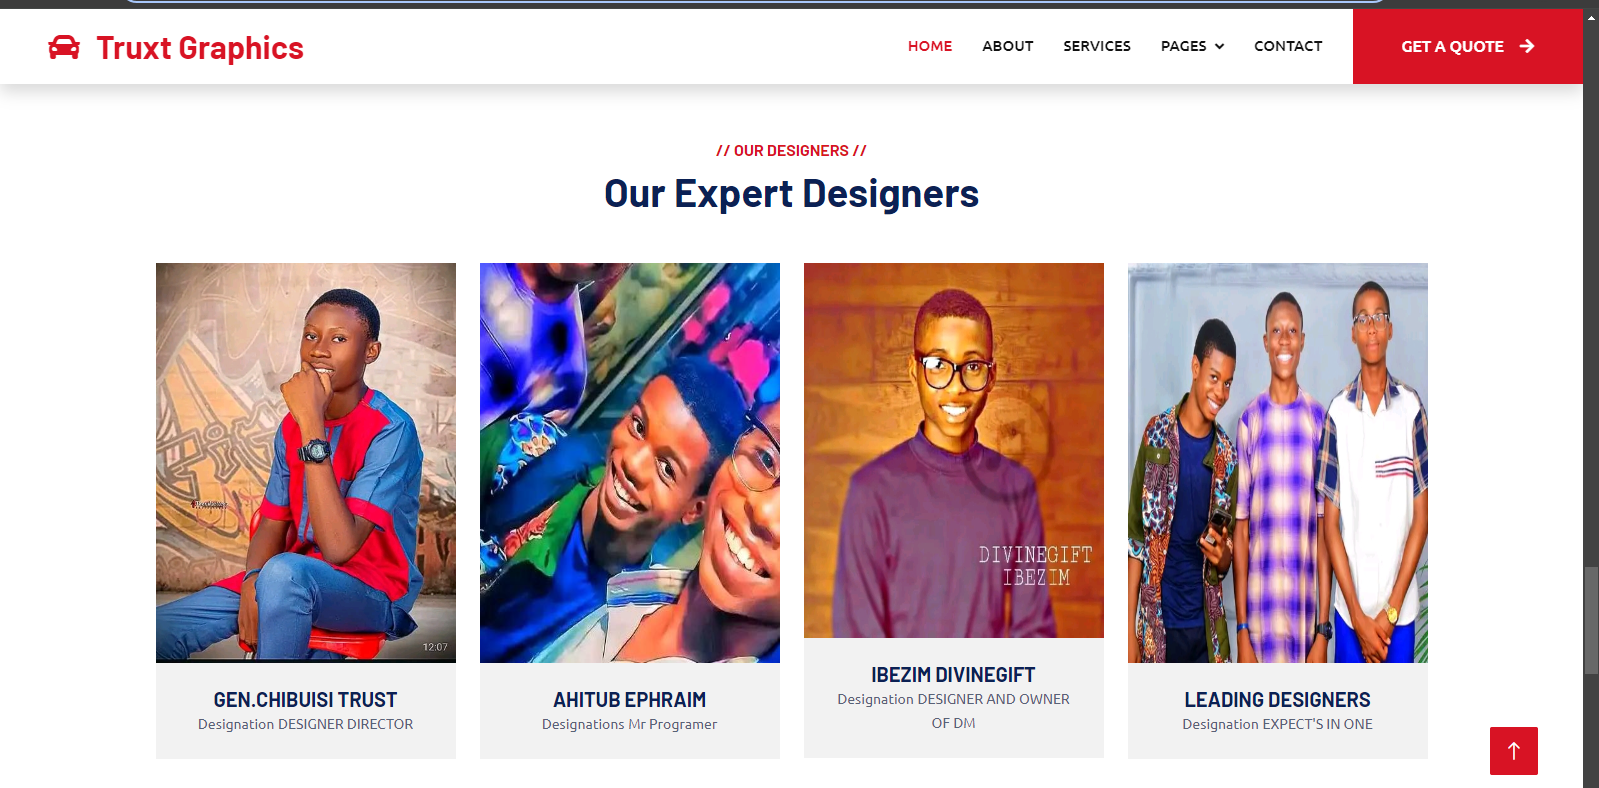 Truxt Graphics
HOME ABOUT SERVICES PAGES CONTACT GET A QUOTE
// OUR DESIGNERS //
Our Expert Designers
12:07
DIVINEGIFT
IBEZIM
GEN.CHIBUISI TRUST
Designation DESIGNER DIRECTOR
AHITUB EPHRAIM
Designations Mr Programer
IBEZIM DIVINEGIFT
Designation DESIGNER AND OWNER
OF DM
LEADING DESIGNERS
Designation EXPECT'S IN ONE